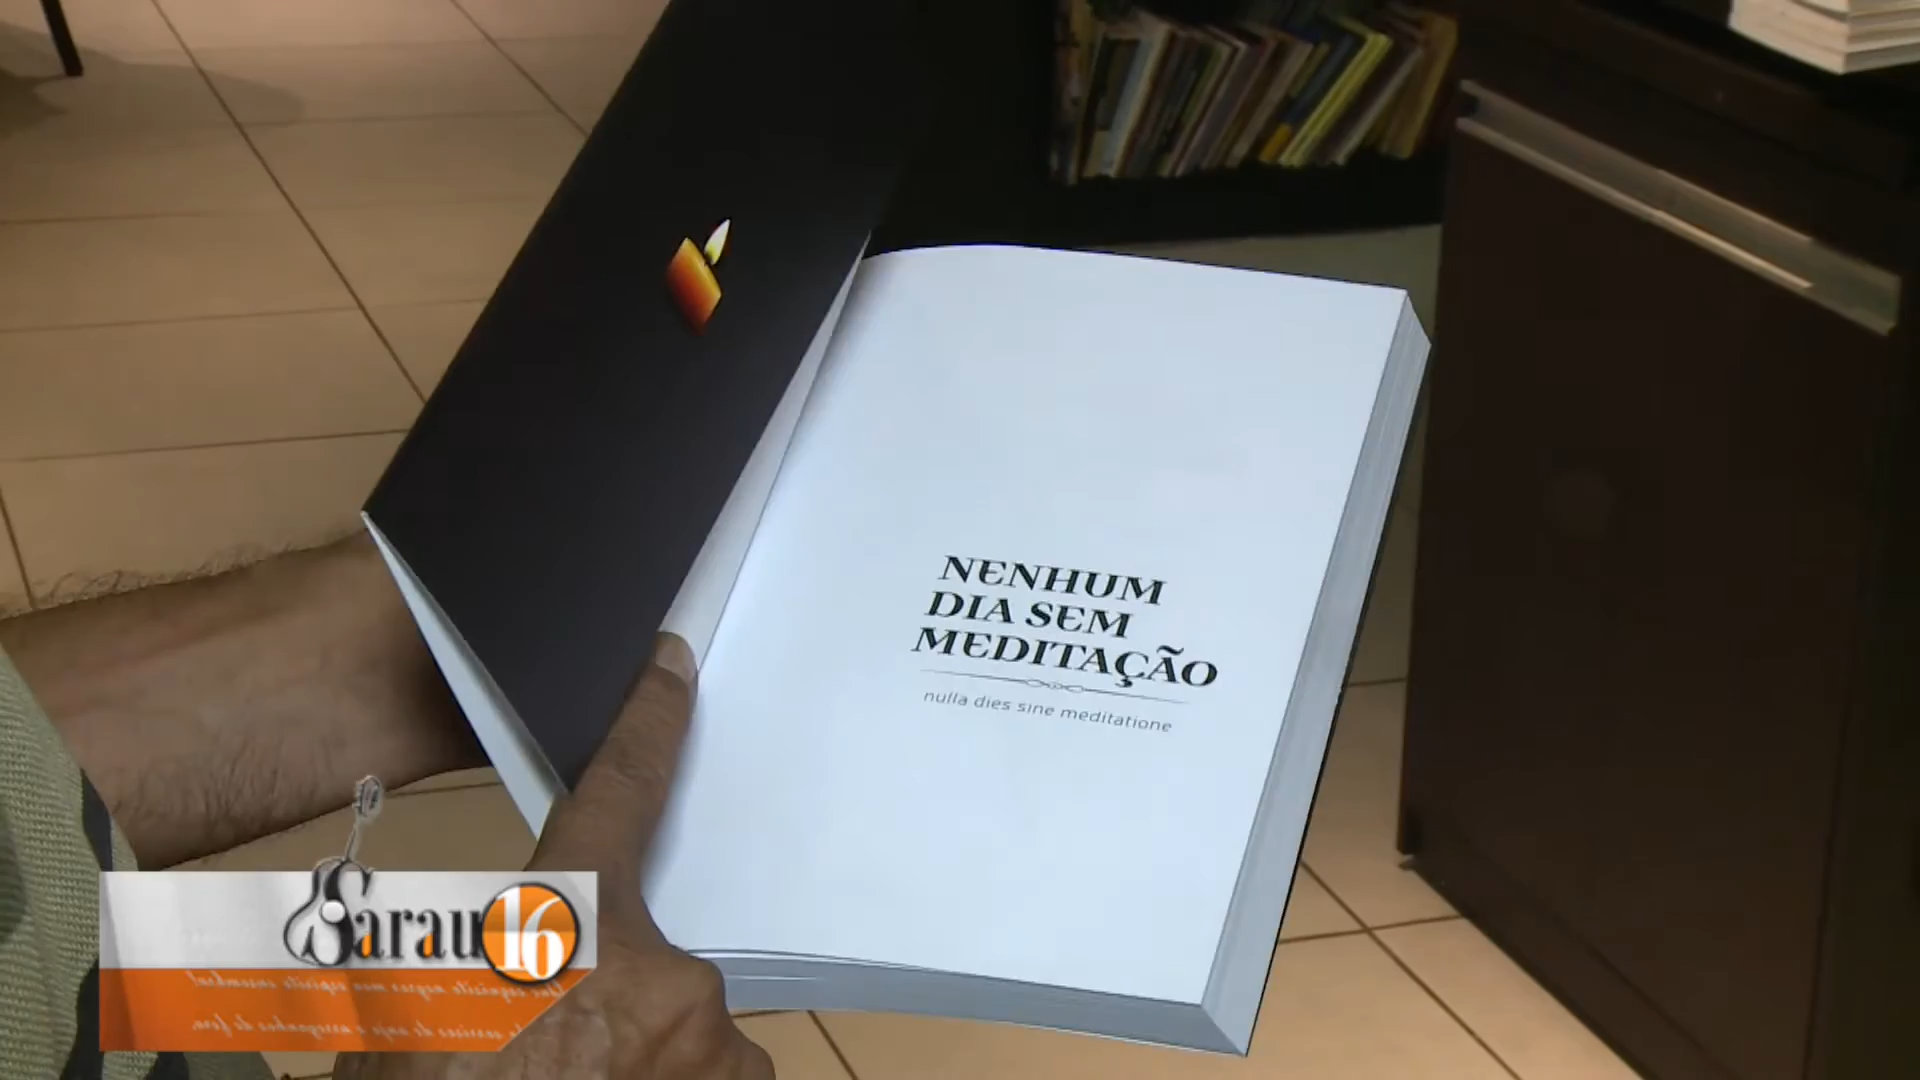 NENHUM
DIA SEM
MEDITAÇÃO
nulla dies sine meditatione
Sarau 16